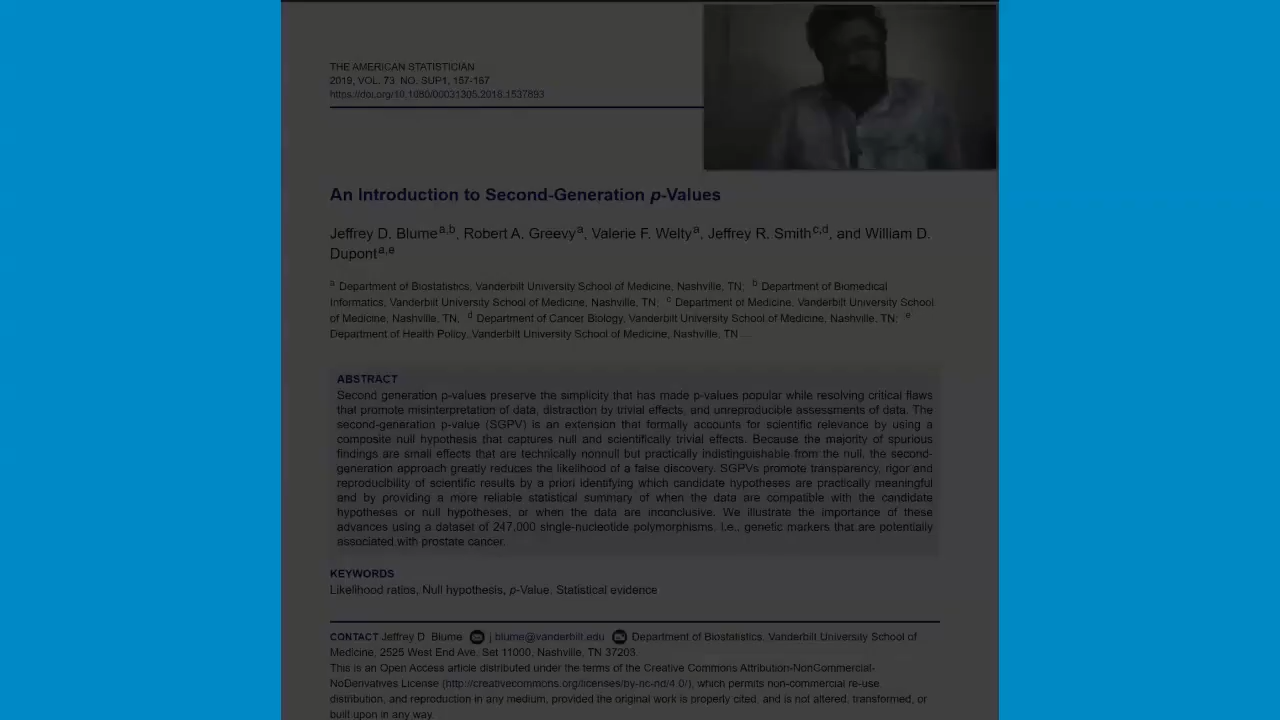 THE AMERICAN STATISTICIAN
2019, VOL. 73. NO. SUP1, 157-167
https://doi.org/10.1080/00031305.2018.1537893
An Introduction to Second-Generation p-Values
Jeffrey D. Blumea,b, Robert A. Greevya, Valerie F. Weltya, Jeffrey R. Smithc,d, and William D.
Duponta,e
a Department of Biostatistics, Vanderbilt University School of Medicine, Nashville, TN; b Department of Biomedical
Informatics, Vanderbilt University School of Medicine, Nashville, TN; c Department of Medicine, Vanderbilt University School
of Medicine, Nashville, TN; d Department of Cancer Biology, Vanderbilt University School of Medicine, Nashville, TN; e
Department of Health Policy, Vanderbilt University School of Medicine, Nashville, TN ...
ABSTRACT
Second generation p-values preserve the simplicity that has made p-values popular while resolving critical flaws
that promote misinterpretation of data, distraction by trivial effects, and unreproducible assessments of data. The
second-generation p-value (SGPV) is an extension that formally accounts for scientific relevance by using a
composite null hypothesis that captures null and scientifically trivial effects. Because the majority of spurious
findings are small effects that are technically nonnull but practically indistinguishable from the null, the second-
generation approach greatly reduces the likelihood of a false discovery. SGPVs promote transparency, rigor and
reproducibility of scientific results by a priori identifying which candidate hypotheses are practically meaningful
and by providing a more reliable statistical summary of when the data are compatible with the candidate
hypotheses or null hypotheses, or when the data are inconclusive. We illustrate the importance of these
advances using a dataset of 247,000 single-nucleotide polymorphisms, i.e., genetic markers that are potentially
associated with prostate cancer.
KEYWORDS
Likelihood ratios, Null hypothesis, p-Value, Statistical evidence
CONTACT Jeffrey D. Blume j.blume@vanderbilt.edu Department of Biostatistics, Vanderbilt University School of
Medicine, 2525 West End Ave, Set 11000, Nashville, TN 37203.
This is an Open Access article distributed under the terms of the Creative Commons Attribution-NonCommercial-
NoDerivatives License (http://creativecommons.org/licenses/by-nc-nd/4.0/), which permits non-commercial re-use,
distribution, and reproduction in any medium, provided the original work is properly cited, and is not altered, transformed, or
built upon in any way.